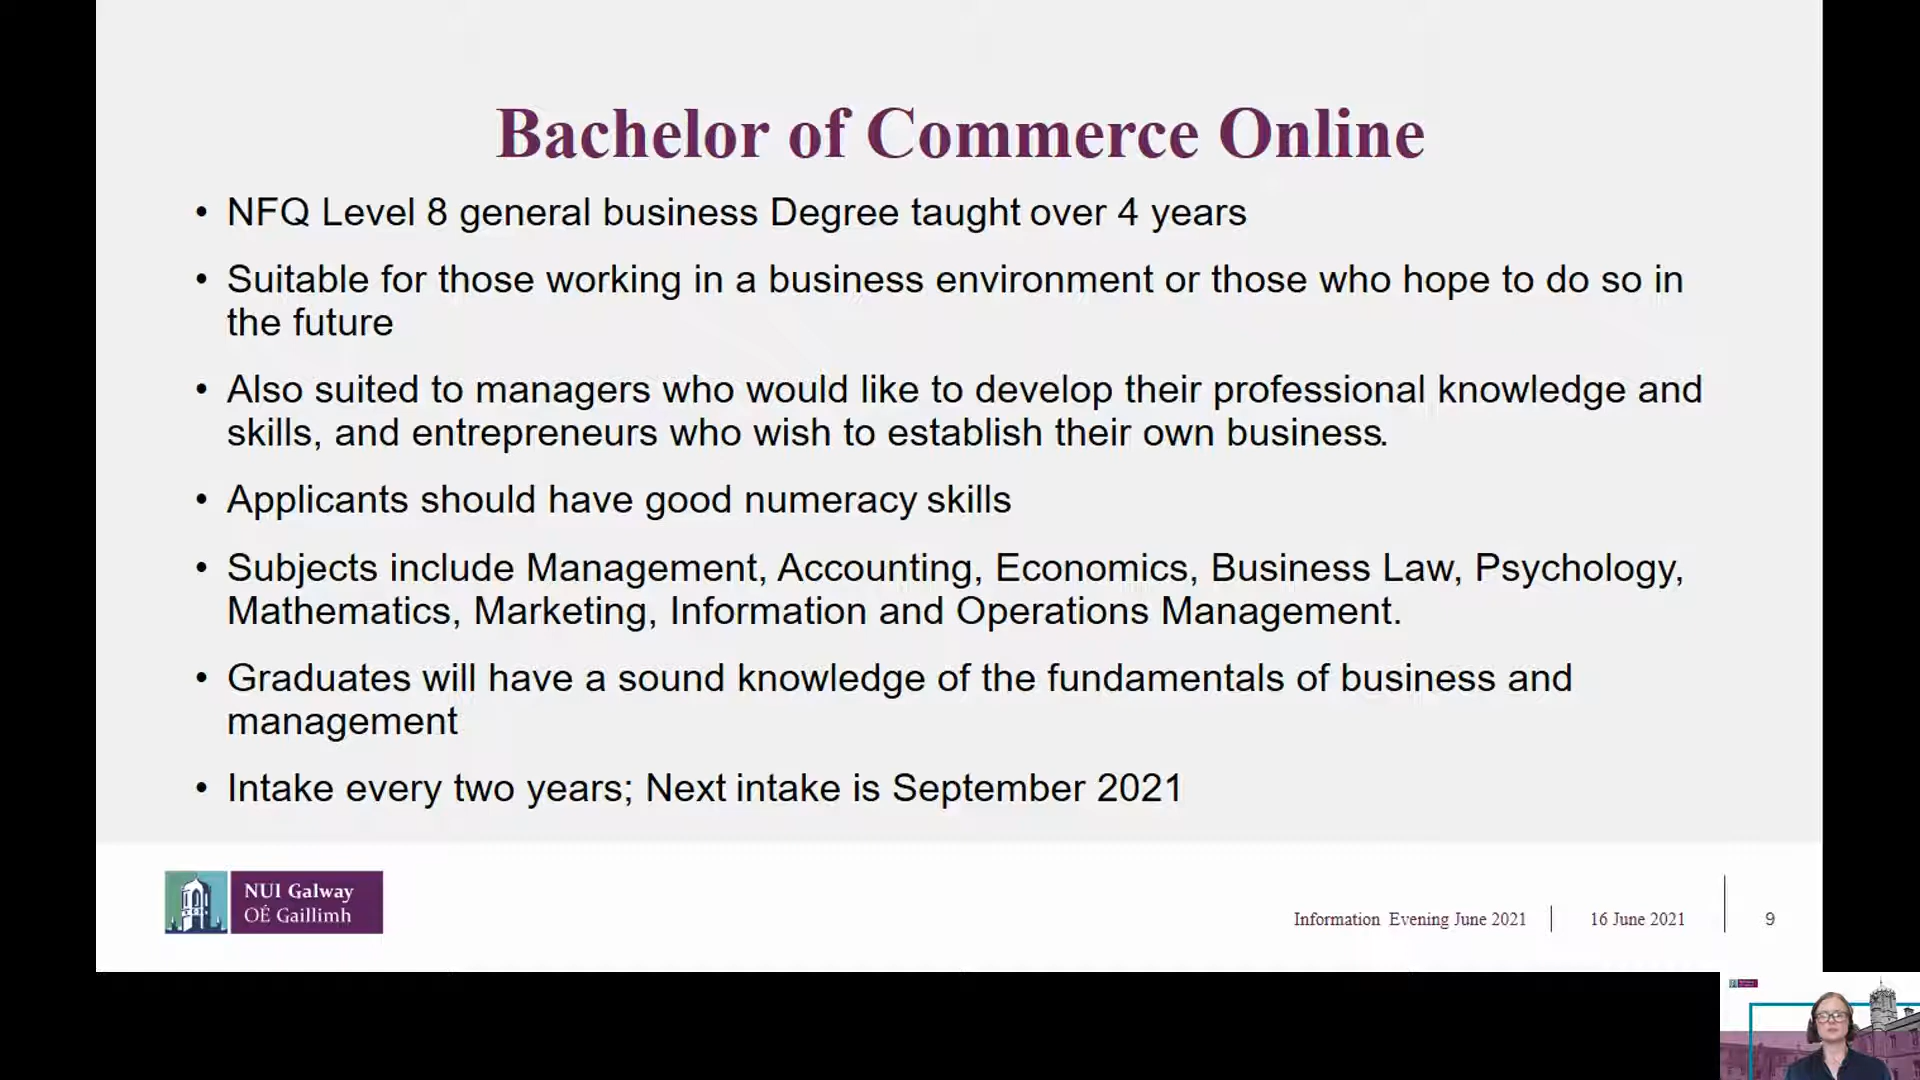 Bachelor of Commerce Online
• NFQ Level 8 general business Degree taught over 4 years
• Suitable for those working in a business environment or those who hope to do so in
the future
• Also suited to managers who would like to develop their professional knowledge and
skills, and entrepreneurs who wish to establish their own business.
• Applicants should have good numeracy skills
• Subjects include Management, Accounting, Economics, Business Law, Psychology,
Mathematics, Marketing, Information and Operations Management.
• Graduates will have a sound knowledge of the fundamentals of business and
management
• Intake every two years; Next intake is September 2021
NUI Galway
OÉ Gaillimh
Information Evening June 2021
16 June 2021
9